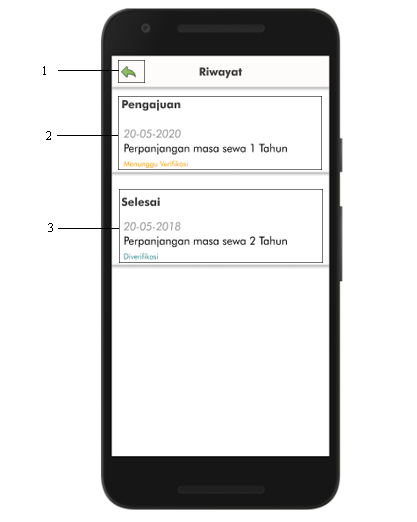 1
Riwayat
Pengajuan
2
20-05-2020
Perpanjangan masa sewa 1 Tahun
Menunggu Verifikasi
Selesai
3
20-05-2018
Perpanjangan masa sewa 2 Tahun
Diverifikasi